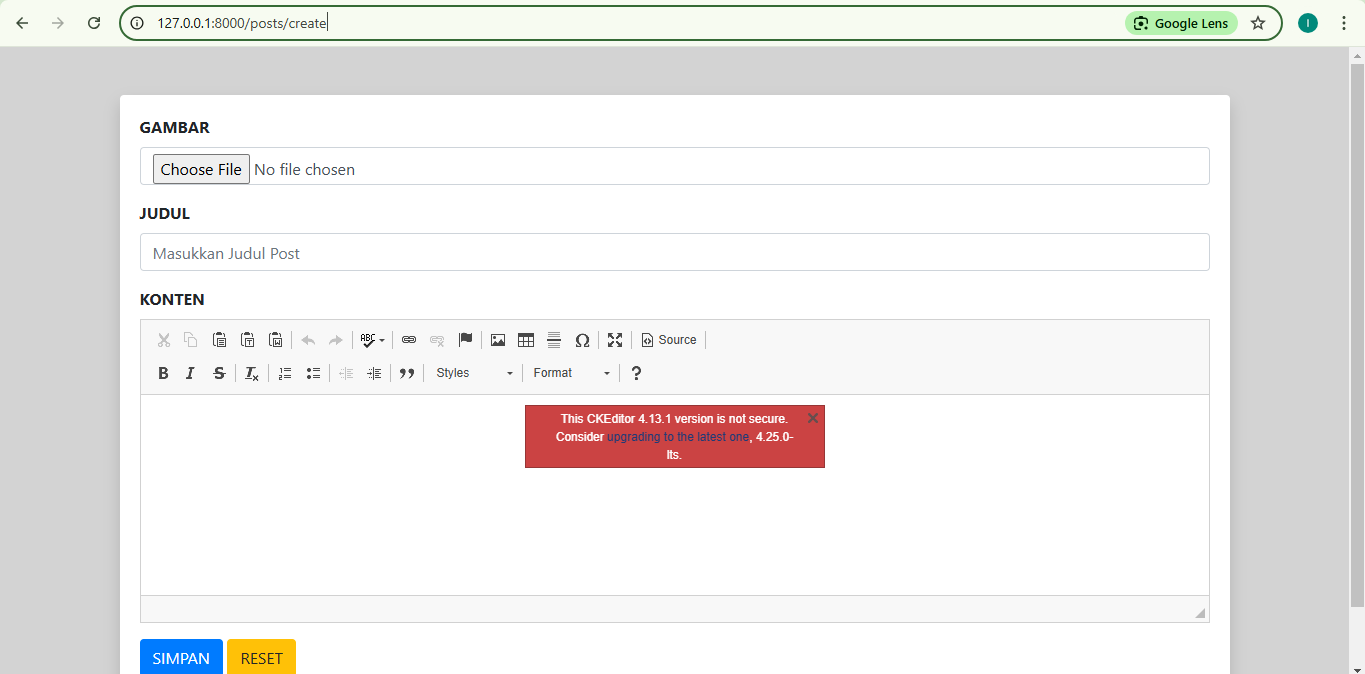 127.0.0.1:8000/posts/create
Google Lens
I
GAMBAR
Choose File No file chosen
JUDUL
Masukkan Judul Post
KONTEN
ABC Ω Source
B I S Tx Styles Format ?
This CKEditor 4.13.1 version is not secure.
Consider upgrading to the latest one, 4.25.0-
lts.
SIMPAN RESET